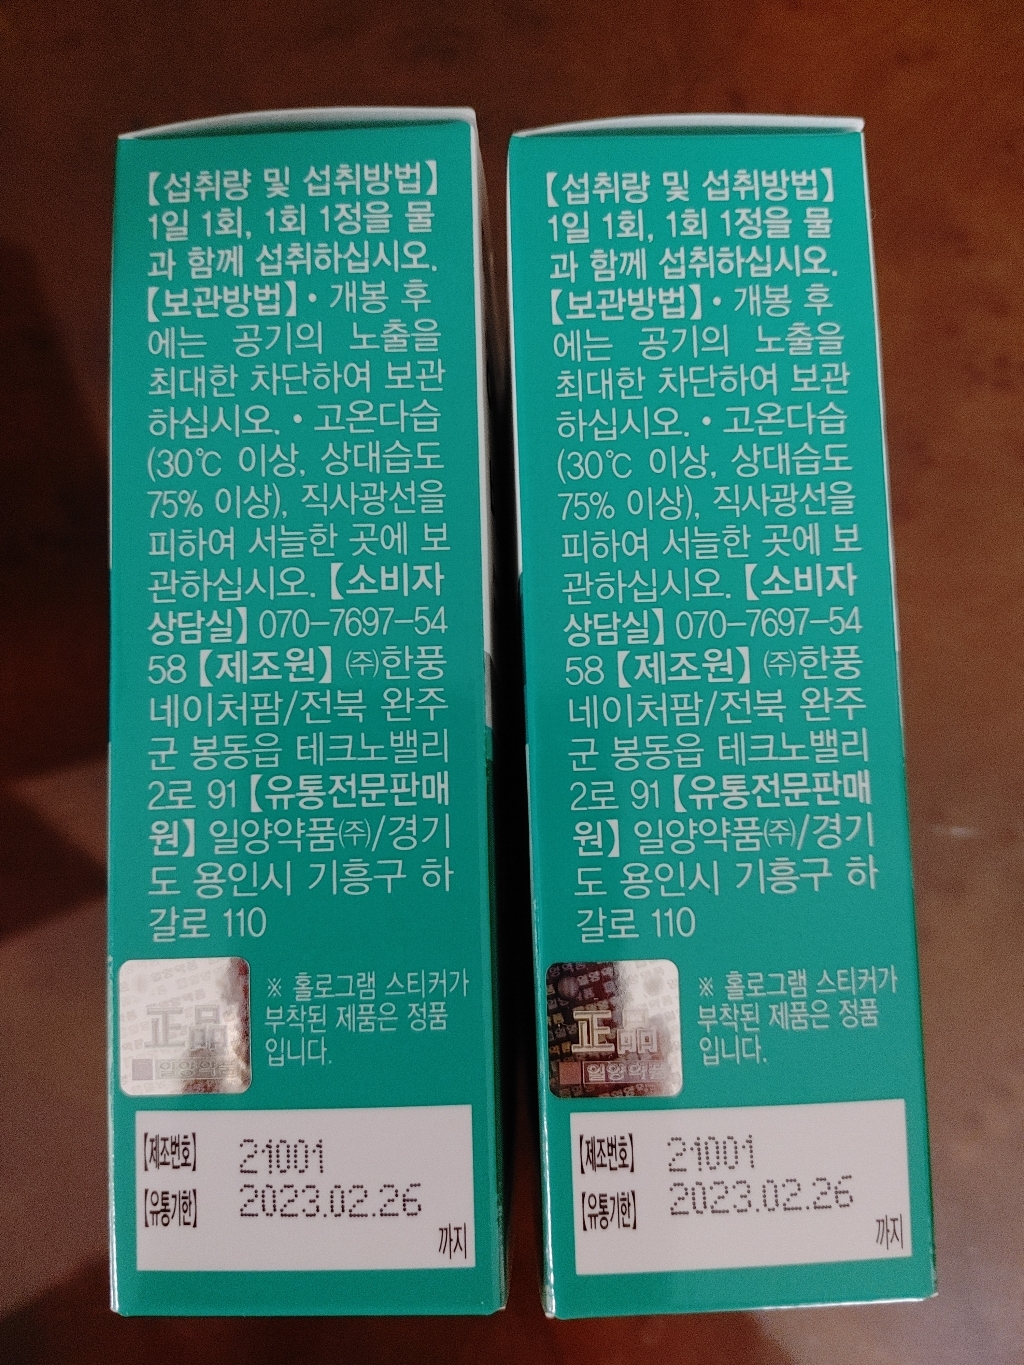 【섭취량 및 섭취방법】
1일 1회, 1회 1정을 물
과 함께 섭취하십시오.
【보관방법】• 개봉 후
에는 공기의 노출을
최대한 차단하여 보관
하십시오. • 고온다습
(30℃ 이상, 상대습도
75% 이상), 직사광선을
피하여 서늘한 곳에 보
관하십시오.【소비자
상담실】070-7697-54
58【제조원】㈜한풍
네이처팜/전북 완주
군 봉동읍 테크노밸리
2로 91【유통전문판매
원】일양약품㈜/경기
도 용인시 기흥구 하
갈로 110
正品
일양약품
※ 홀로그램 스티커가
부착된 제품은 정품
입니다.
【제조번호】 21001
【유통기한】 2023.02.26
까지
【섭취량 및 섭취방법】
1일 1회, 1회 1정을 물
과 함께 섭취하십시오.
【보관방법】• 개봉 후
에는 공기의 노출을
최대한 차단하여 보관
하십시오. • 고온다습
(30℃ 이상, 상대습도
75% 이상), 직사광선을
피하여 서늘한 곳에 보
관하십시오.【소비자
상담실】070-7697-54
58【제조원】㈜한풍
네이처팜/전북 완주
군 봉동읍 테크노밸리
2로 91【유통전문판매
원】일양약품㈜/경기
도 용인시 기흥구 하
갈로 110
正品
일양약품
※ 홀로그램 스티커가
부착된 제품은 정품
입니다.
【제조번호】 21001
【유통기한】 2023.02.26
까지